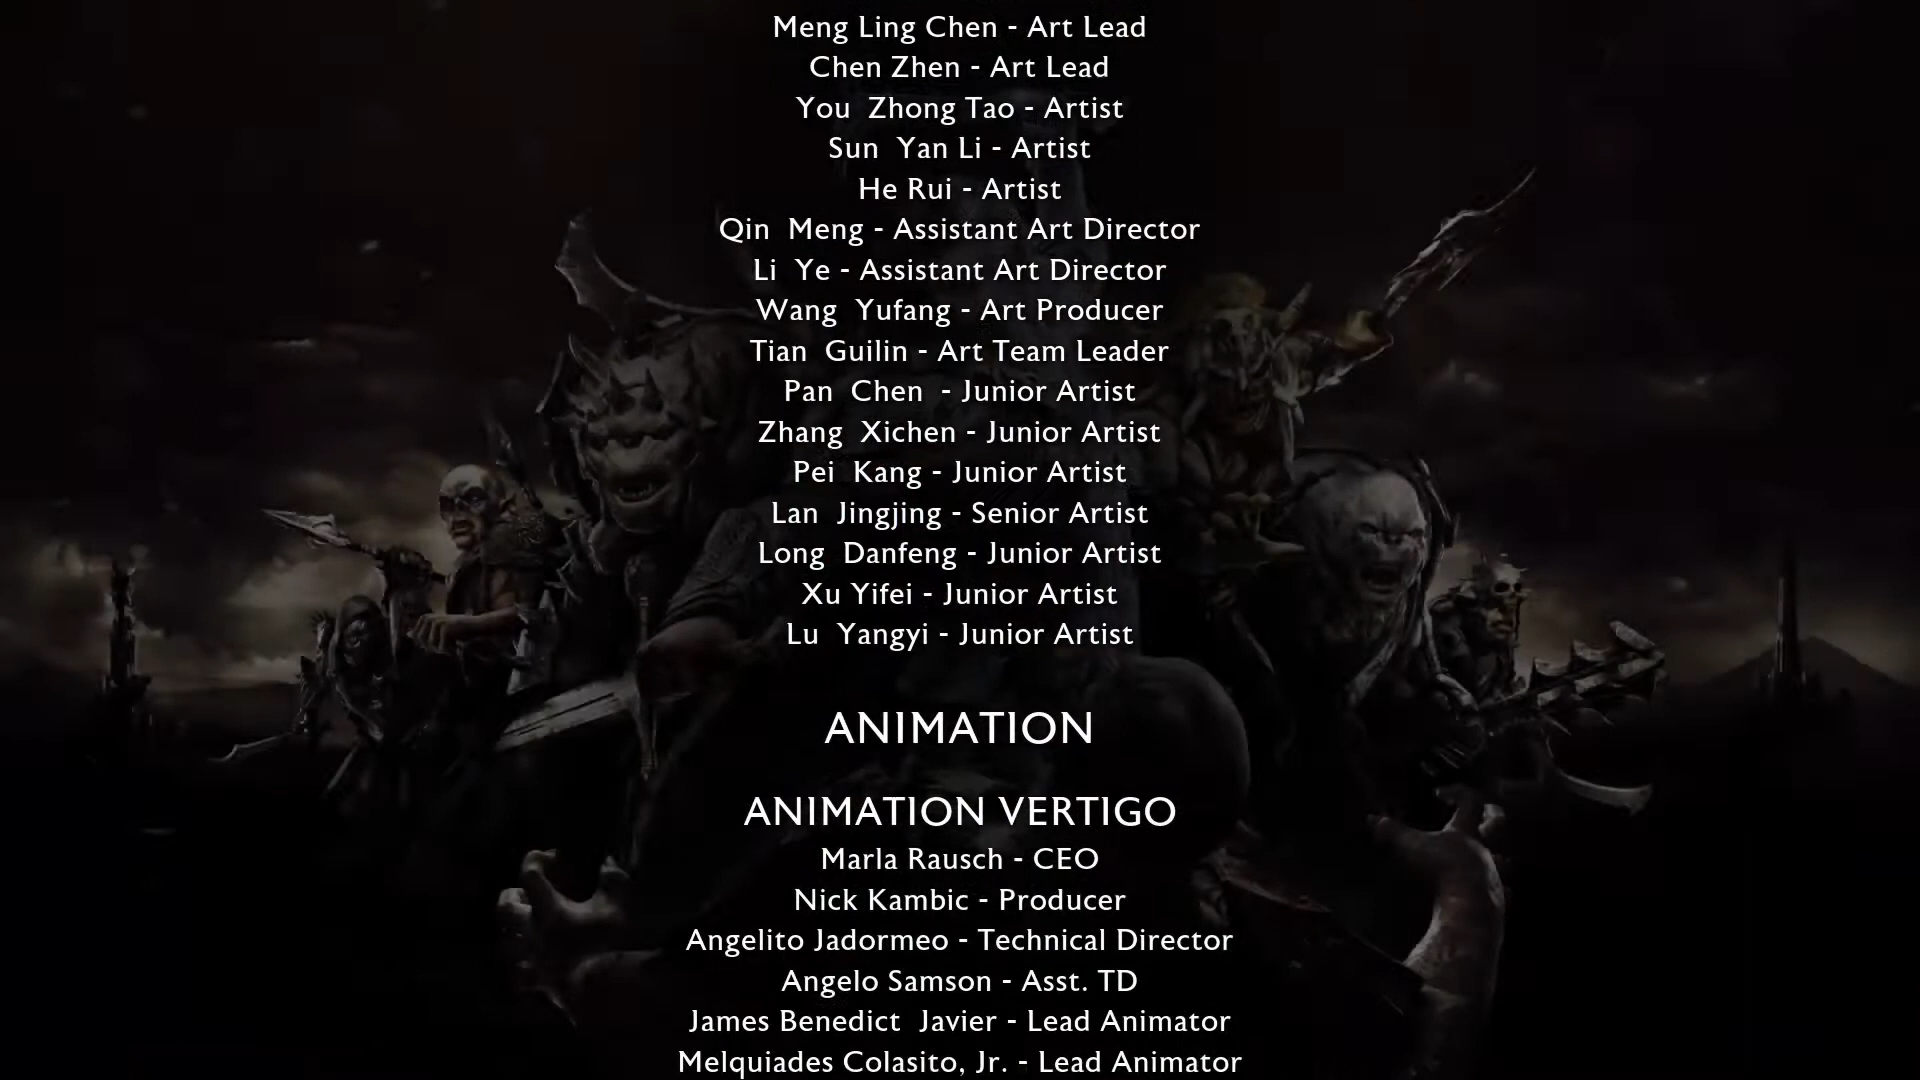 Meng Ling Chen - Art Lead
Chen Zhen - Art Lead
You  Zhong Tao - Artist
Sun  Yan Li - Artist
He Rui - Artist
Qin  Meng - Assistant Art Director
Li  Ye - Assistant Art Director
Wang  Yufang - Art Producer
Tian  Guilin - Art Team Leader
Pan  Chen  - Junior Artist
Zhang  Xichen - Junior Artist
Pei  Kang - Junior Artist
Lan  Jingjing - Senior Artist
Long  Danfeng - Junior Artist
Xu Yifei - Junior Artist
Lu  Yangyi - Junior Artist
ANIMATION
ANIMATION VERTIGO
Marla Rausch - CEO
Nick Kambic - Producer
Angelito Jadormeo - Technical Director
Angelo Samson - Asst. TD
James Benedict  Javier - Lead Animator
Melquiades Colasito, Jr. - Lead Animator